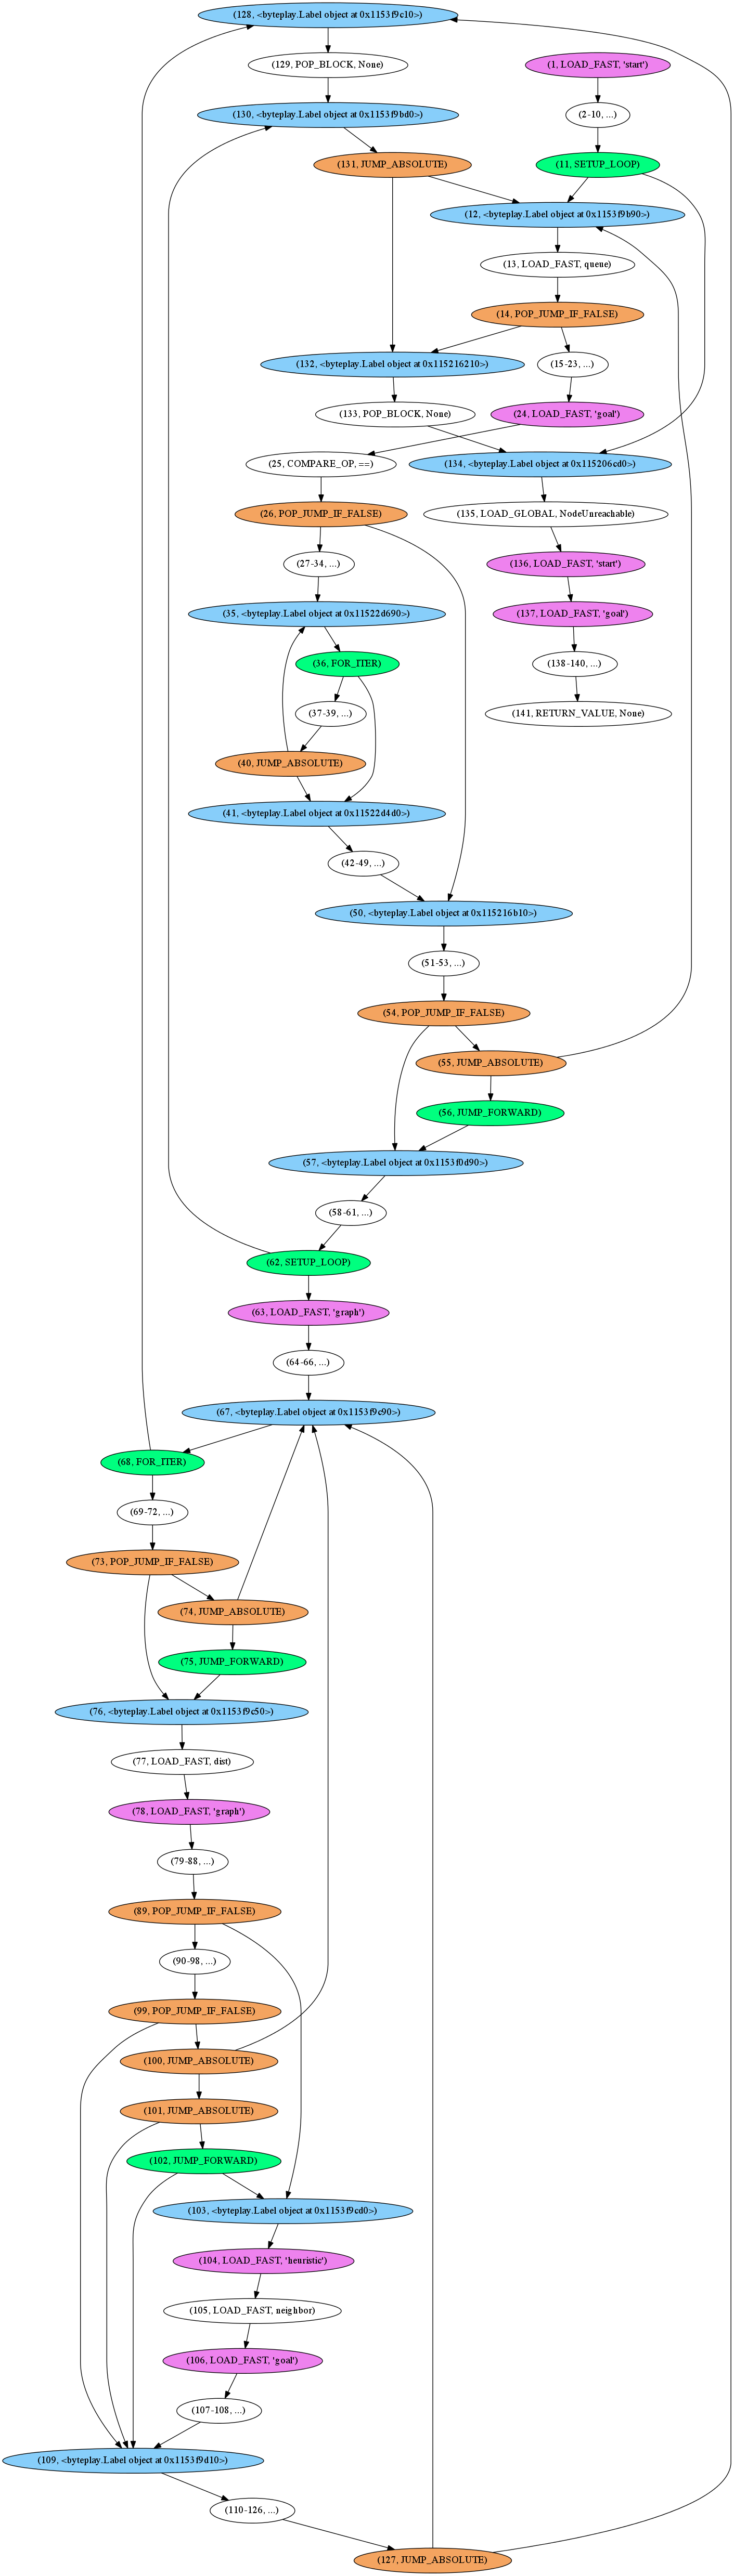 (128, <byteplay.Label object at 0x1153f9c10>)
(129, POP_BLOCK, None)
(1, LOAD_FAST, 'start')
(130, <byteplay.Label object at 0x1153f9bd0>)
(2-10, ...)
(131, JUMP_ABSOLUTE)
(11, SETUP_LOOP)
(12, <byteplay.Label object at 0x1153f9b90>)
(13, LOAD_FAST, queue)
(14, POP_JUMP_IF_FALSE)
(132, <byteplay.Label object at 0x115216210>)
(15-23, ...)
(133, POP_BLOCK, None)
(24, LOAD_FAST, 'goal')
(25, COMPARE_OP, ==)
(134, <byteplay.Label object at 0x115206cd0>)
(26, POP_JUMP_IF_FALSE)
(135, LOAD_GLOBAL, NodeUnreachable)
(27-34, ...)
(136, LOAD_FAST, 'start')
(35, <byteplay.Label object at 0x11522d690>)
(137, LOAD_FAST, 'goal')
(36, FOR_ITER)
(138-140, ...)
(37-39, ...)
(141, RETURN_VALUE, None)
(40, JUMP_ABSOLUTE)
(41, <byteplay.Label object at 0x11522d4d0>)
(42-49, ...)
(50, <byteplay.Label object at 0x115216b10>)
(51-53, ...)
(54, POP_JUMP_IF_FALSE)
(55, JUMP_ABSOLUTE)
(56, JUMP_FORWARD)
(57, <byteplay.Label object at 0x1153f0d90>)
(58-61, ...)
(62, SETUP_LOOP)
(63, LOAD_FAST, 'graph')
(64-66, ...)
(67, <byteplay.Label object at 0x1153f9c90>)
(68, FOR_ITER)
(69-72, ...)
(73, POP_JUMP_IF_FALSE)
(74, JUMP_ABSOLUTE)
(75, JUMP_FORWARD)
(76, <byteplay.Label object at 0x1153f9c50>)
(77, LOAD_FAST, dist)
(78, LOAD_FAST, 'graph')
(79-88, ...)
(89, POP_JUMP_IF_FALSE)
(90-98, ...)
(99, POP_JUMP_IF_FALSE)
(100, JUMP_ABSOLUTE)
(101, JUMP_ABSOLUTE)
(102, JUMP_FORWARD)
(103, <byteplay.Label object at 0x1153f9cd0>)
(104, LOAD_FAST, 'heuristic')
(105, LOAD_FAST, neighbor)
(106, LOAD_FAST, 'goal')
(107-108, ...)
(109, <byteplay.Label object at 0x1153f9d10>)
(110-126, ...)
(127, JUMP_ABSOLUTE)